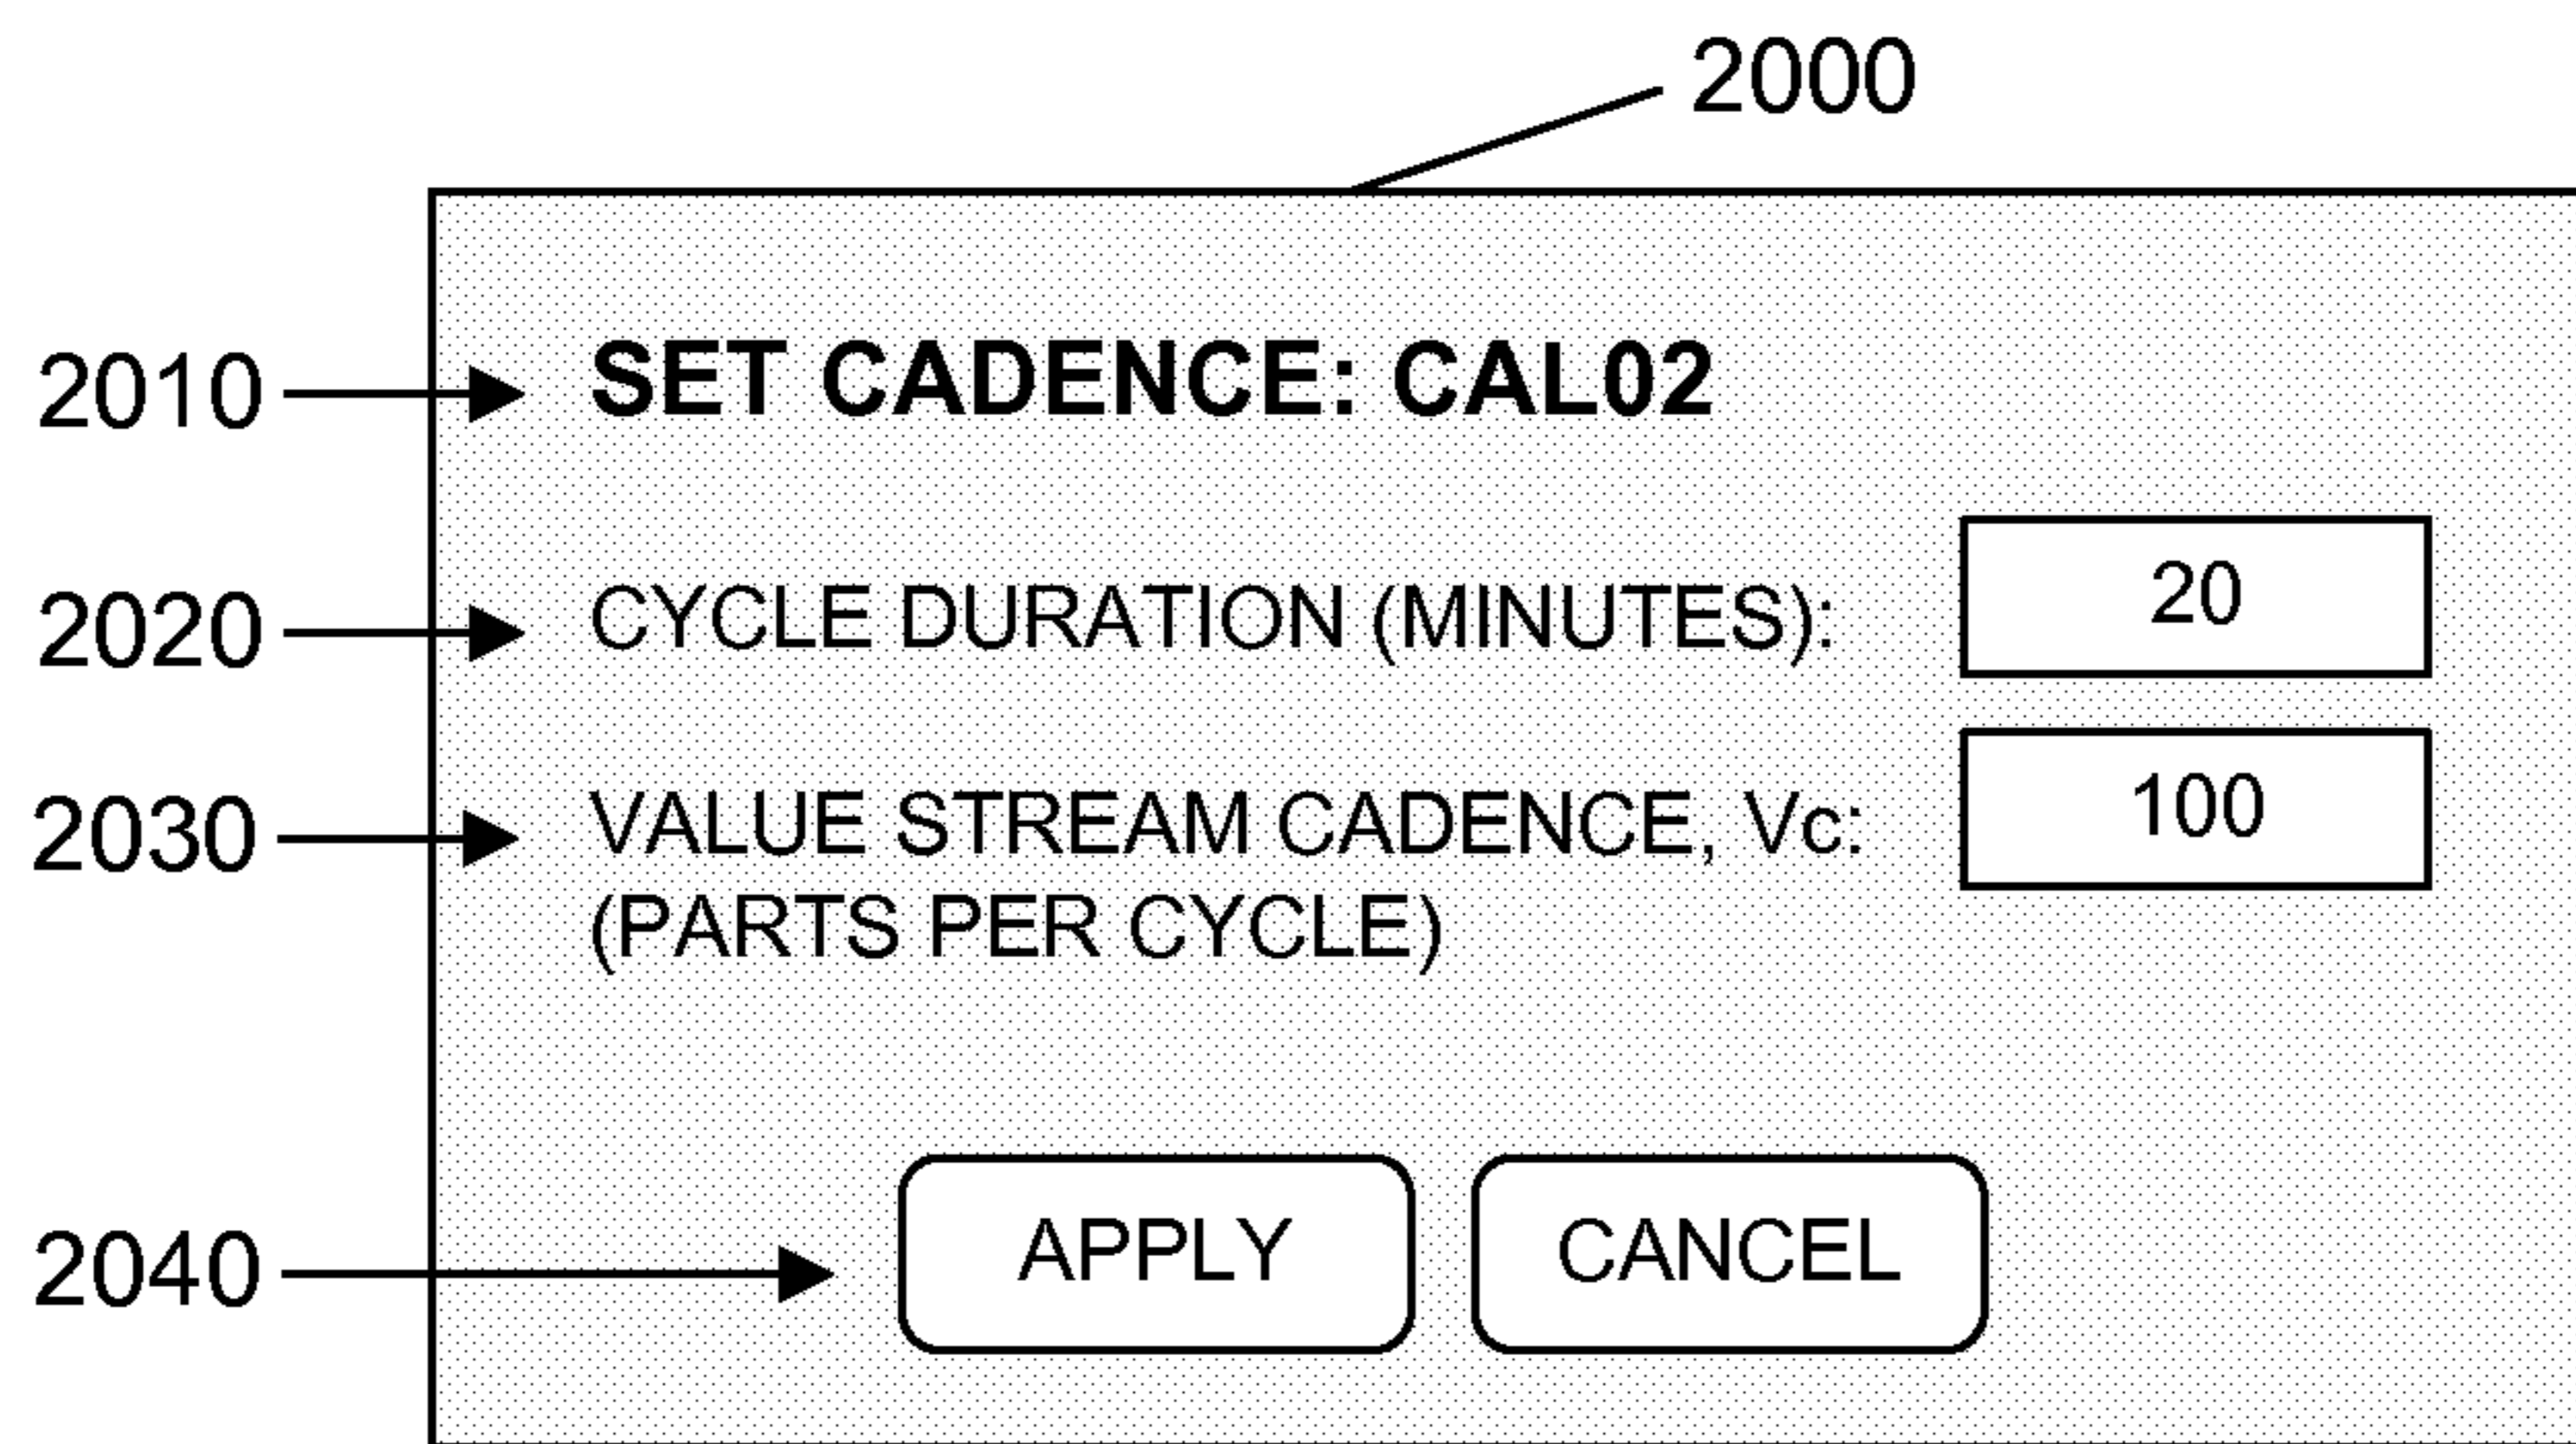 2000
2010 SET CADENCE: CAL02
2020 CYCLE DURATION (MINUTES): 20
2030 VALUE STREAM CADENCE, Vc: 100
(PARTS PER CYCLE)
2040 APPLY CANCEL